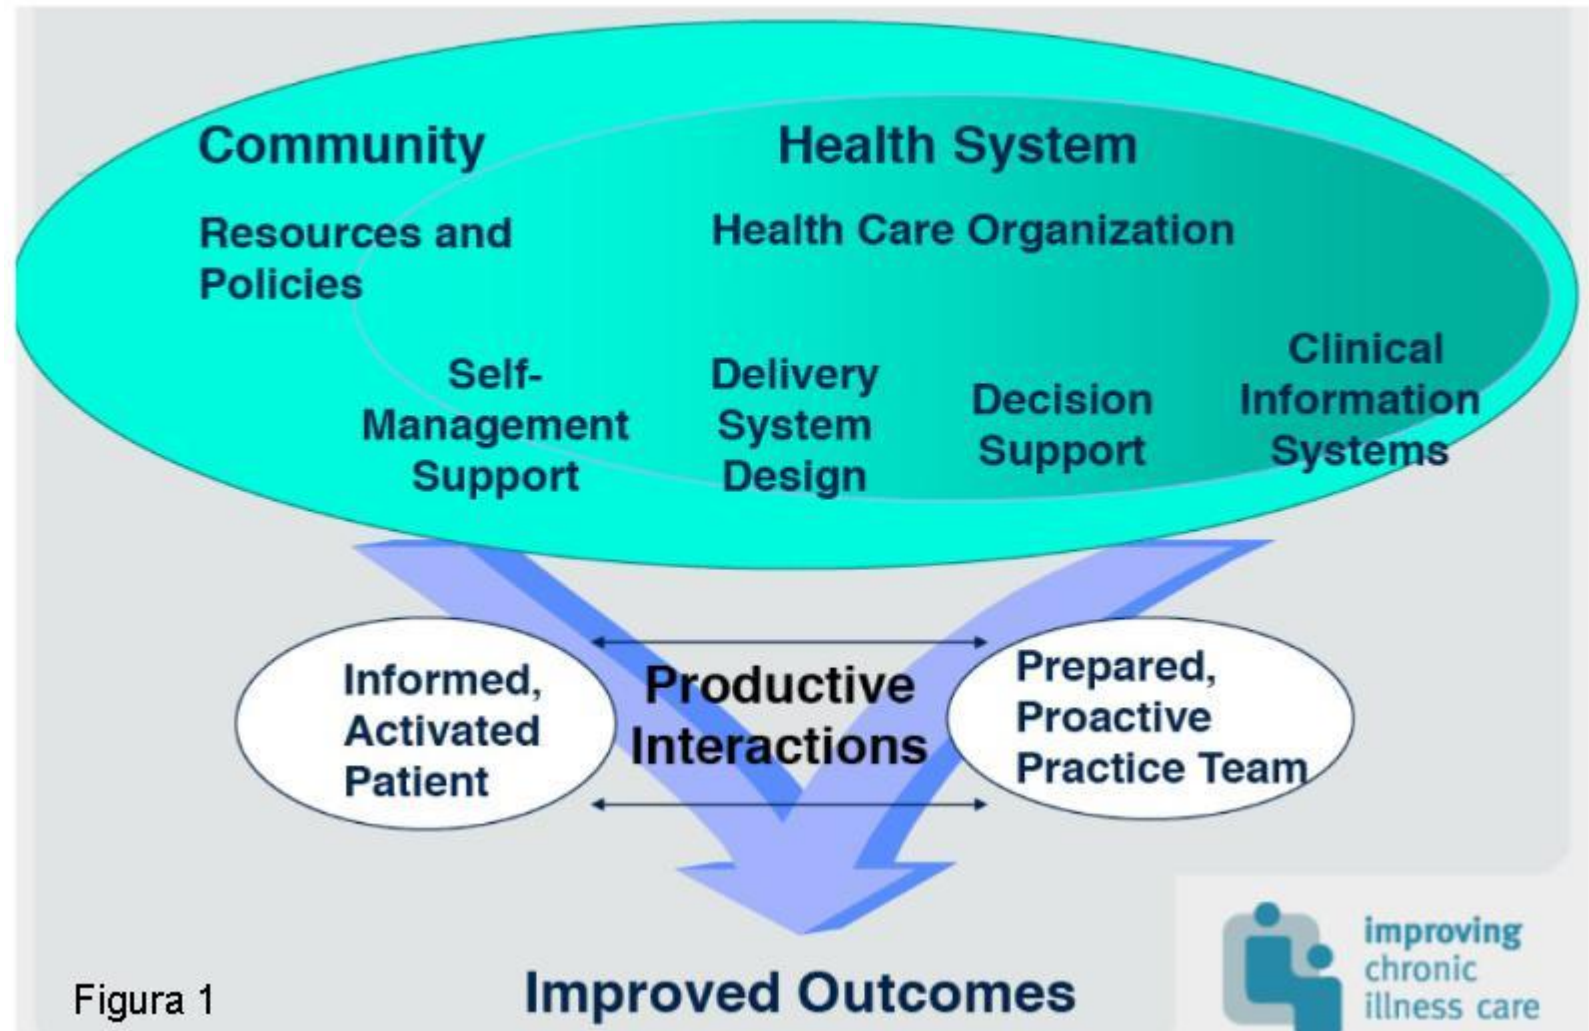 Community
Health System
Resources and
Policies
Health Care Organization
Self-
Management
Support
Delivery
System
Design
Decision
Support
Clinical
Information
Systems
Informed,
Activated
Patient
Productive
Interactions
Prepared,
Proactive
Practice Team
Improved Outcomes
Figura 1
improving
chronic
illness care